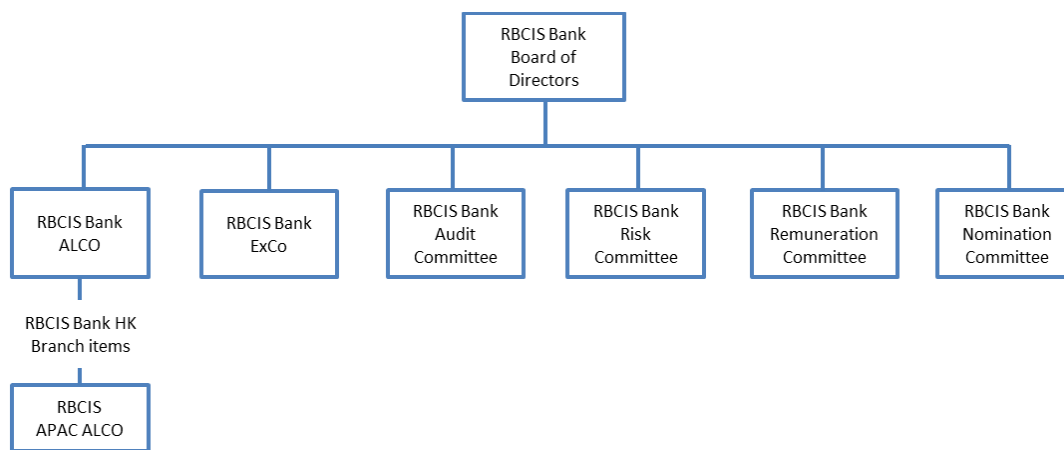 RBCIS Bank
Board of
Directors
RBCIS Bank
ALCO
RBCIS Bank
ExCo
RBCIS Bank
Audit
Committee
RBCIS Bank
Risk
Committee
RBCIS Bank
Remuneration
Committee
RBCIS Bank
Nomination
Committee
RBCIS Bank HK
Branch items
RBCIS
APAC ALCO